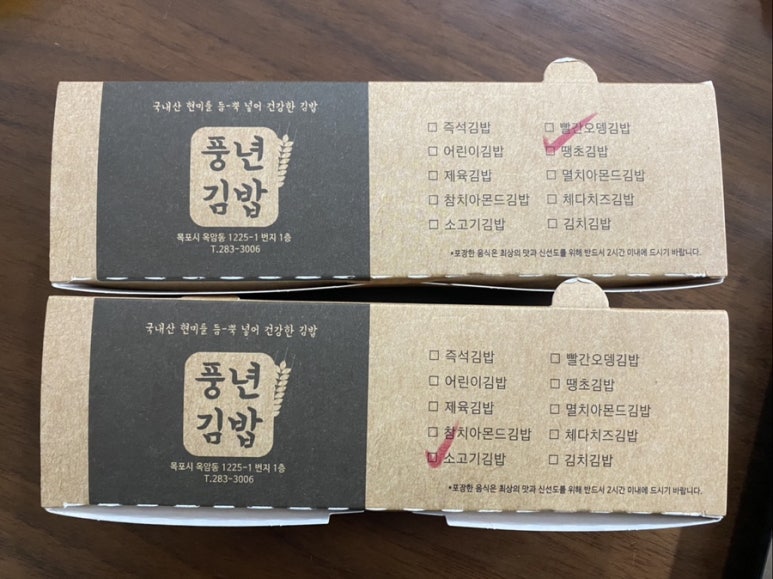 국내산 현미를 듬-뿍 넣어 건강한 김밥
풍년
김밥
목포시 옥암동 1225-1 번지 1층
T.283-3006
☐ 즉석김밥 ☐ 빨간오뎅김밥
☐ 어린이김밥 ☐ 땡초김밥
☐ 제육김밥 ☐ 멸치아몬드김밥
☐ 참치아몬드김밥 ☐ 체다치즈김밥
☐ 소고기김밥 ☐ 김치김밥
*포장한 음식은 최상의 맛과 신선도를 위해 반드시 2시간 이내에 드시기 바랍니다.
국내산 현미를 듬-뿍 넣어 건강한 김밥
풍년
김밥
목포시 옥암동 1225-1 번지 1층
T.283-3006
☐ 즉석김밥 ☐ 빨간오뎅김밥
☐ 어린이김밥 ☐ 땡초김밥
☐ 제육김밥 ☐ 멸치아몬드김밥
☐ 참치아몬드김밥 ☐ 체다치즈김밥
☐ 소고기김밥 ☐ 김치김밥
*포장한 음식은 최상의 맛과 신선도를 위해 반드시 2시간 이내에 드시기 바랍니다.